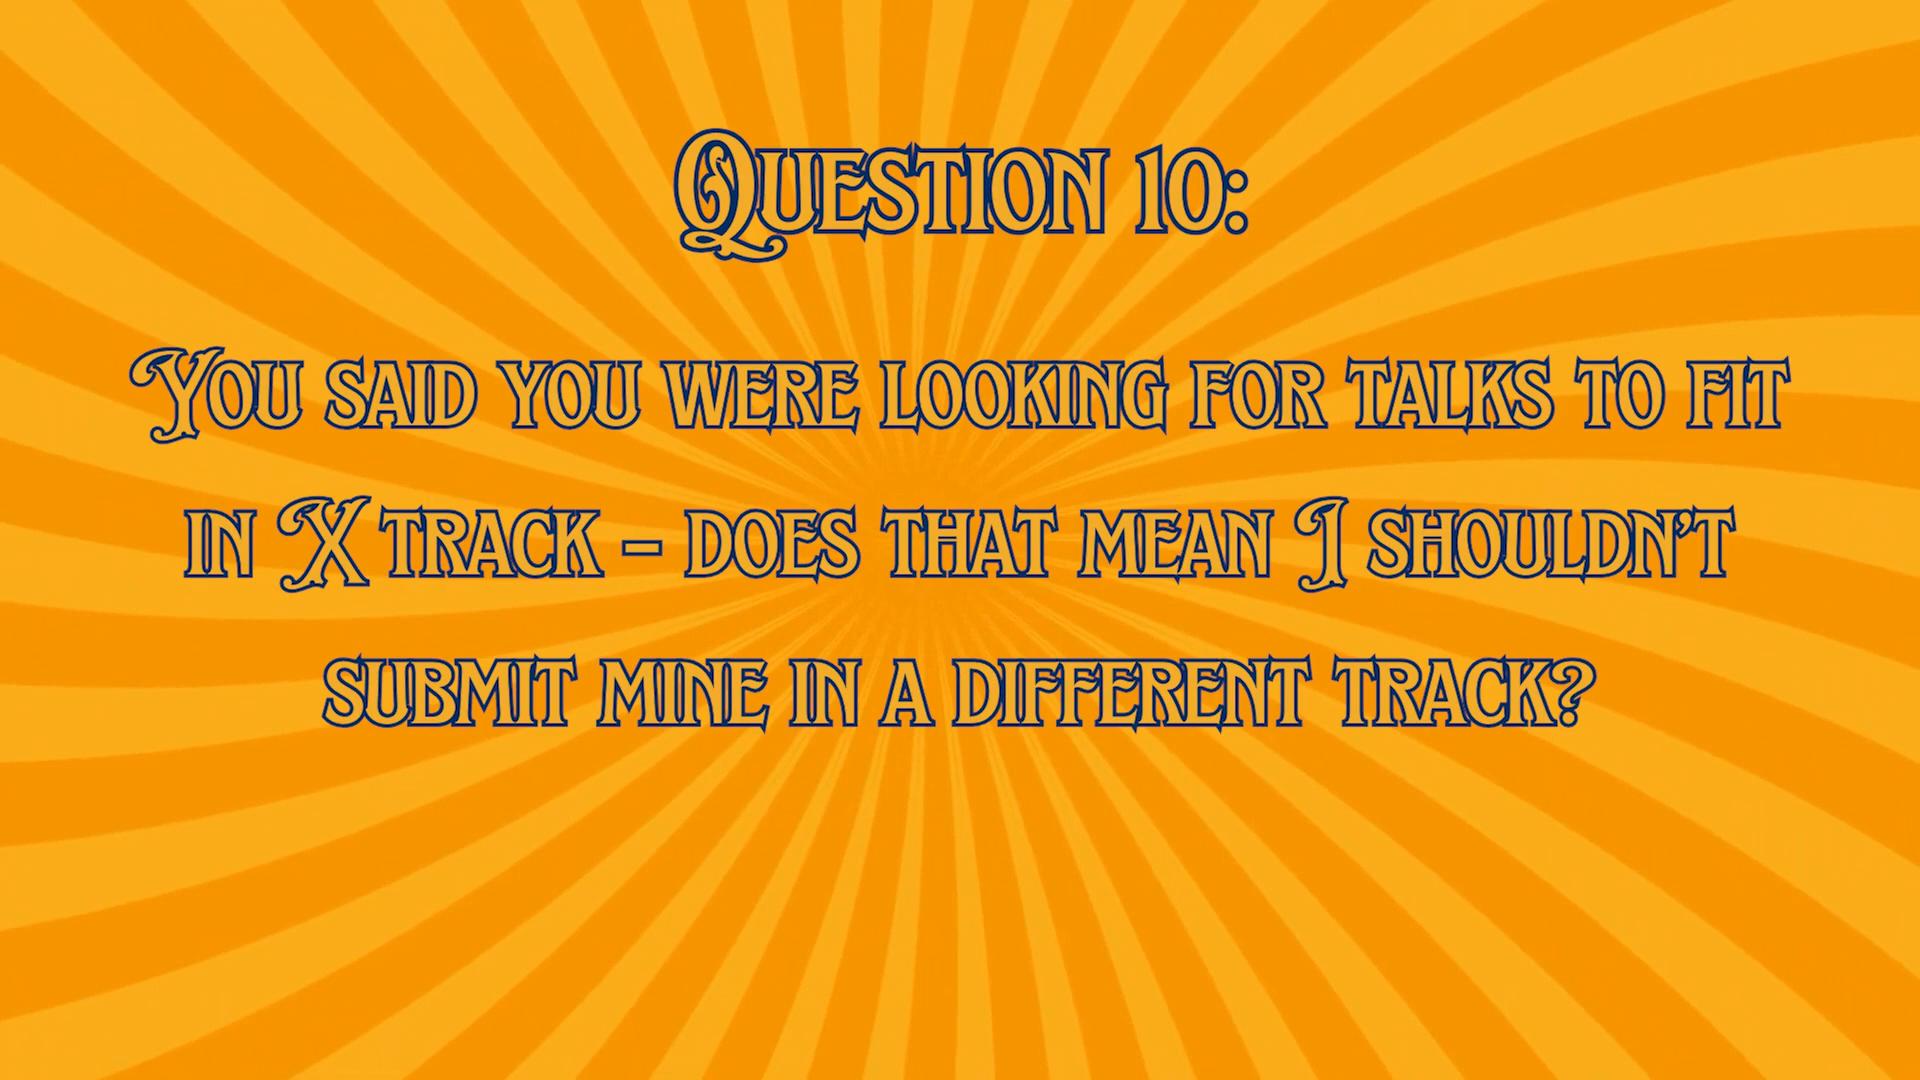 Question 10:
You said you were looking for talks to fit
in X track – does that mean I shouldn't
submit mine in a different track?